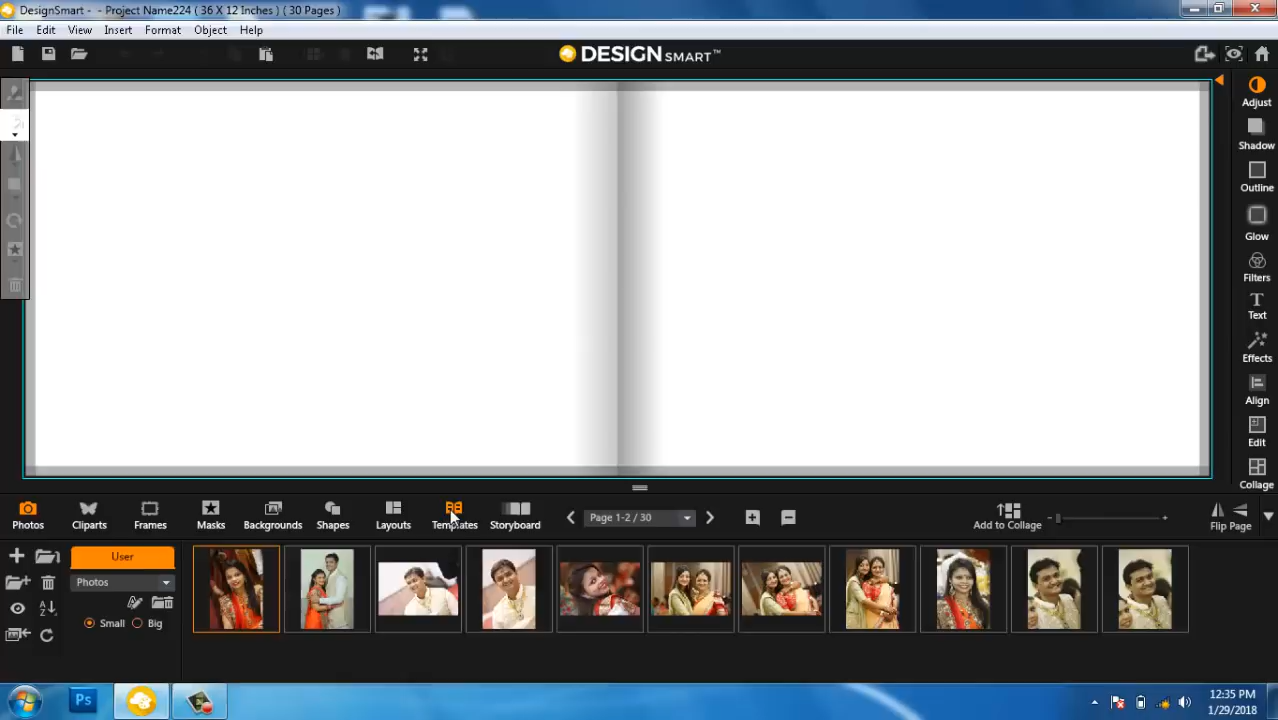 DesignSmart - - Project Name224 ( 36 X 12 Inches ) ( 30 Pages )
File Edit View Insert Format Object Help
DESIGN SMART™
Adjust
Shadow
Outline
Glow
Filters
T
Text
Effects
Align
Edit
Collage
Photos Cliparts Frames Masks Backgrounds Shapes Layouts Templates Storyboard Page 1-2 / 30 Add to Collage - + Flip Page
User
Photos
A Z
Small Big
Ps
12:35 PM
1/29/2018